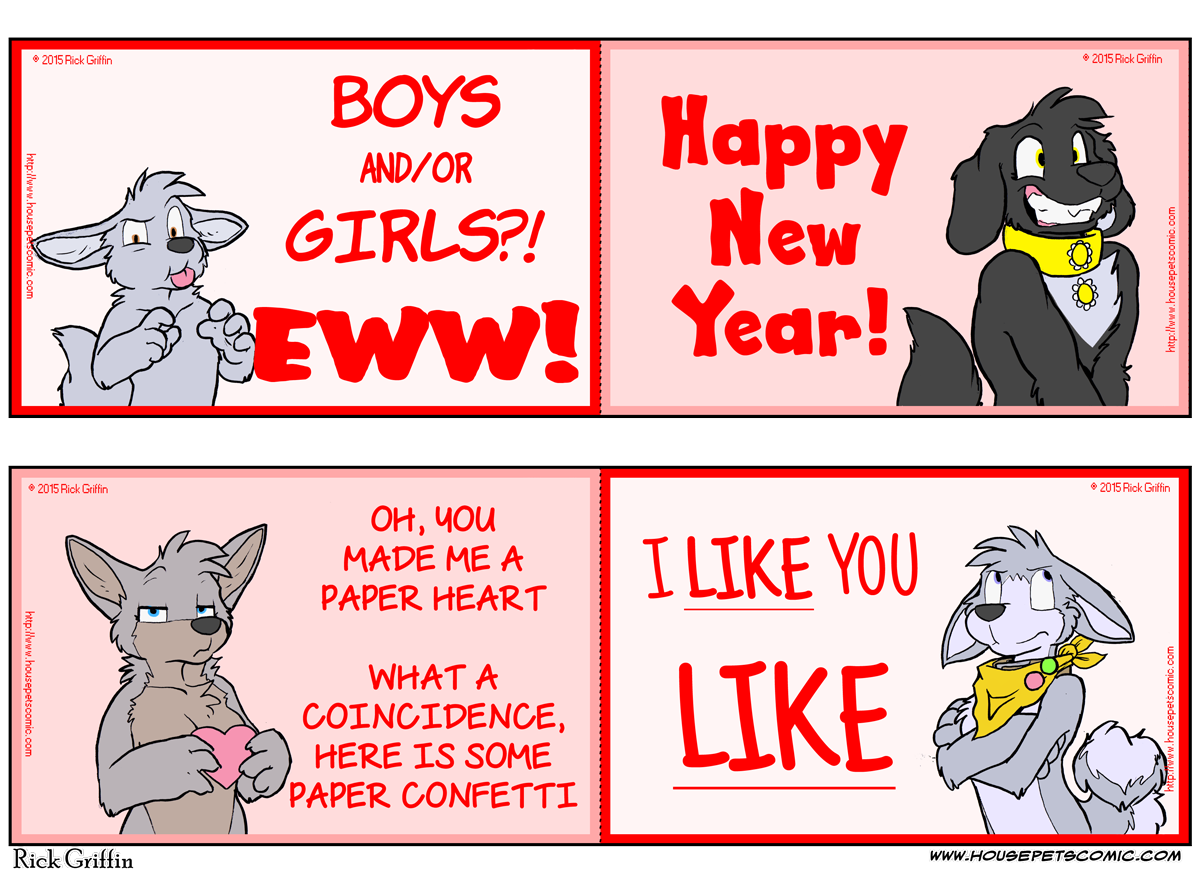 © 2015 Rick Griffin
http://www.housepetscomic.com
BOYS
AND/OR
GIRLS?!
EWW!
© 2015 Rick Griffin
Happy
New
Year!
http://www.housepetscomic.com
© 2015 Rick Griffin
http://www.housepetscomic.com
OH, YOU
MADE ME A
PAPER HEART
WHAT A
COINCIDENCE,
HERE IS SOME
PAPER CONFETTI
© 2015 Rick Griffin
I LIKE YOU
LIKE
http://www.housepetscomic.com
Rick Griffin
WWW.HOUSEPETSCOMIC.COM